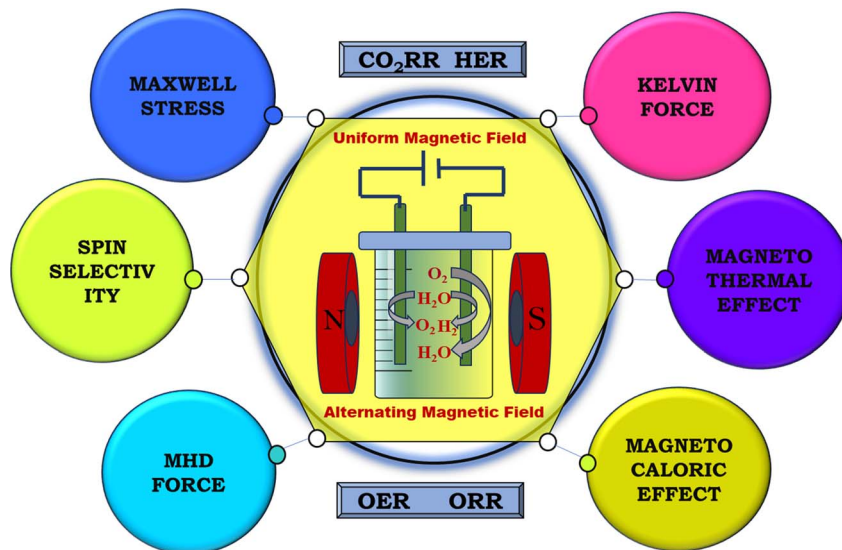 CO₂RR HER
MAXWELL
STRESS
KELVIN
FORCE
Uniform Magnetic Field
SPIN
SELECTIV
ITY
MAGNETO
THERMAL
EFFECT
O₂
H₂O
N
S
O₂ H₂
H₂O
Alternating Magnetic Field
MHD
FORCE
MAGNETO
CALORIC
EFFECT
OER ORR